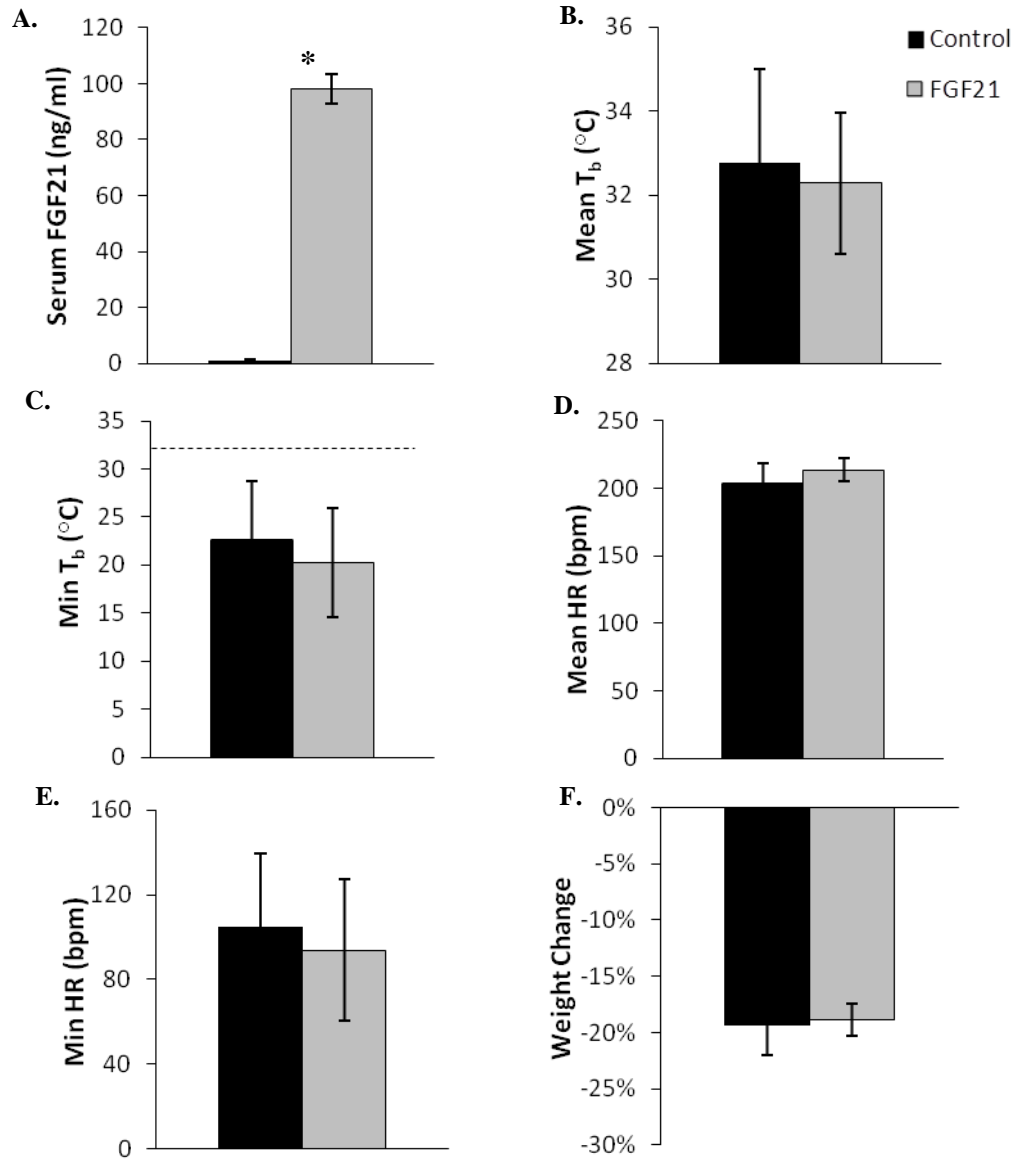 A.
Serum FGF21 (ng/ml)
120
100
80
60
40
20
0
*
B.
Mean Tb (°C)
36
34
32
30
28
Control
FGF21
C.
Min Tb (°C)
35
30
25
20
15
10
5
0
D.
Mean HR (bpm)
250
200
150
100
50
0
E.
Min HR (bpm)
160
120
80
40
0
F.
Weight Change
0%
-5%
-10%
-15%
-20%
-25%
-30%